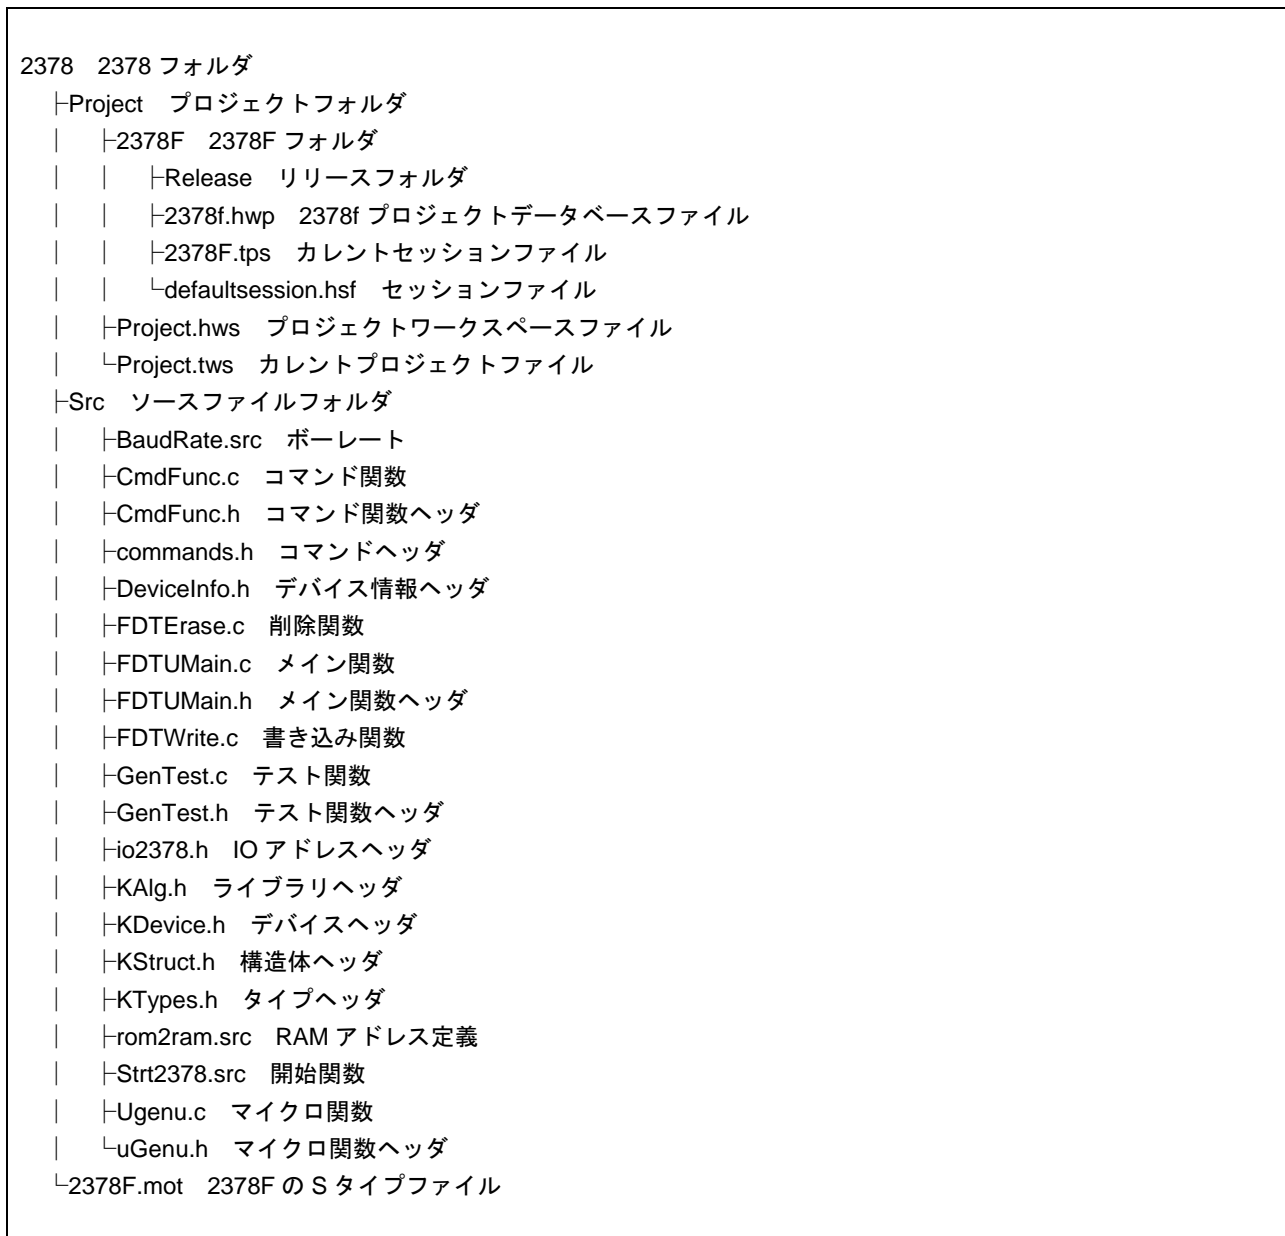 2378　2378 フォルダ
├Project　プロジェクトフォルダ
│　├2378F　2378F フォルダ
│　│　├Release　リリースフォルダ
│　│　├2378f.hwp　2378f プロジェクトデータベースファイル
│　│　├2378F.tps　カレントセッションファイル
│　│　└defaultsession.hsf　セッションファイル
│　├Project.hws　プロジェクトワークスペースファイル
│　└Project.tws　カレントプロジェクトファイル
├Src　ソースファイルフォルダ
│　├BaudRate.src　ボーレート
│　├CmdFunc.c　コマンド関数
│　├CmdFunc.h　コマンド関数ヘッダ
│　├commands.h　コマンドヘッダ
│　├DeviceInfo.h　デバイス情報ヘッダ
│　├FDTErase.c　削除関数
│　├FDTUMain.c　メイン関数
│　├FDTUMain.h　メイン関数ヘッダ
│　├FDTWrite.c　書き込み関数
│　├GenTest.c　テスト関数
│　├GenTest.h　テスト関数ヘッダ
│　├io2378.h　IO アドレスヘッダ
│　├KAlg.h　ライブラリヘッダ
│　├KDevice.h　デバイスヘッダ
│　├KStruct.h　構造体ヘッダ
│　├KTypes.h　タイプヘッダ
│　├rom2ram.src　RAM アドレス定義
│　├Strt2378.src　開始関数
│　├Ugenu.c　マイクロ関数
│　└uGenu.h　マイクロ関数ヘッダ
└2378F.mot　2378F の S タイプファイル